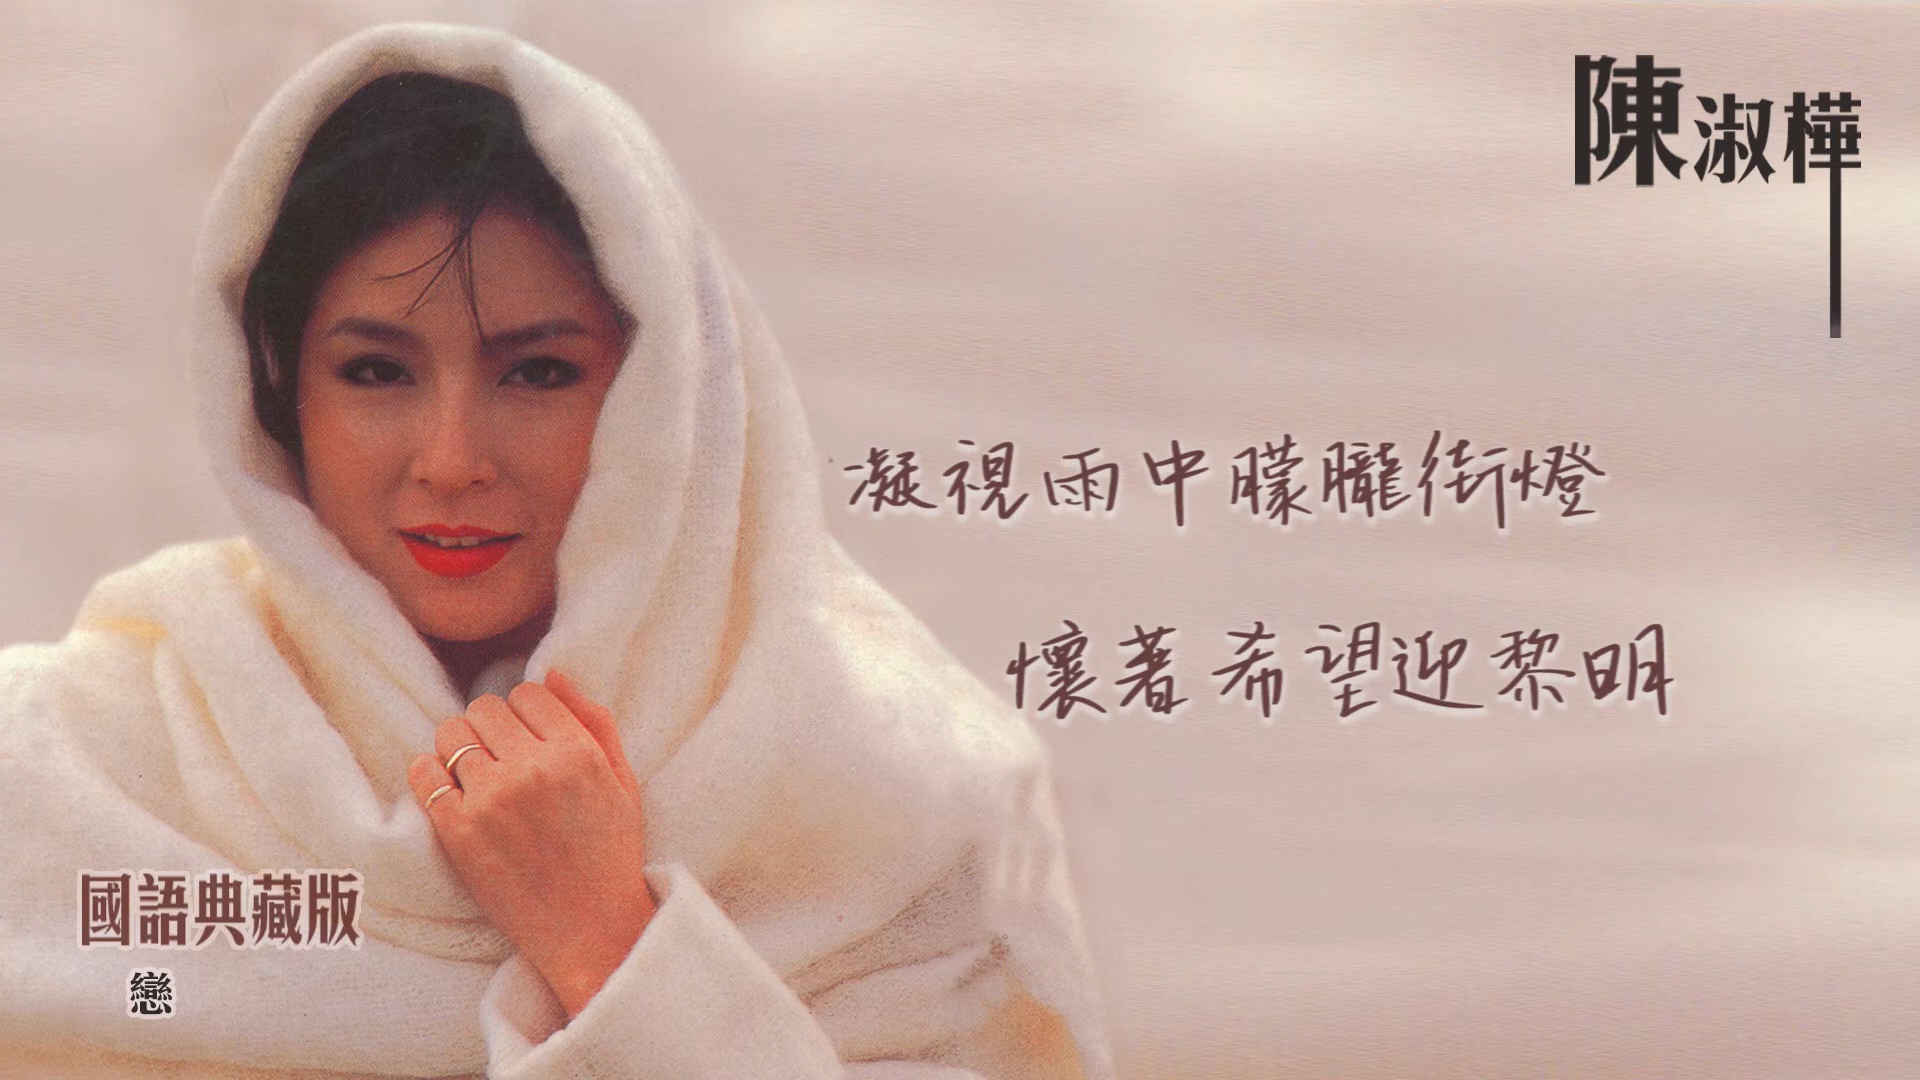 陳淑樺
凝視雨中朦朧街燈
懷著希望迎黎明
國語典藏版
戀